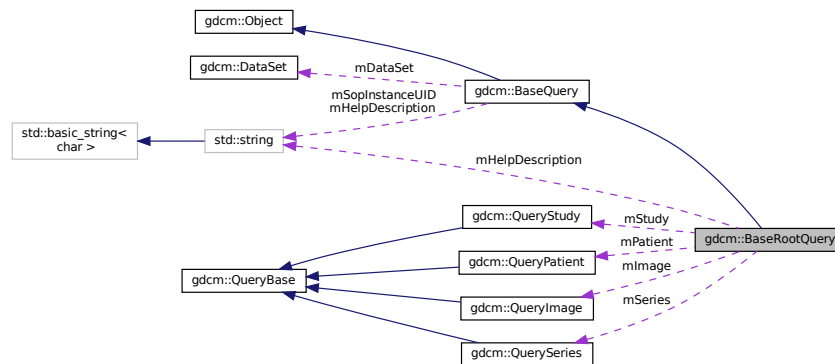 gdcm::Object
gdcm::DataSet
mDataSet
gdcm::BaseQuery
mSopInstanceUID
mHelpDescription
std::basic_string<
char >
std::string
mHelpDescription
gdcm::QueryStudy
mStudy
gdcm::BaseRootQuery
mPatient
gdcm::QueryPatient
mImage
gdcm::QueryBase
mSeries
gdcm::QueryImage
gdcm::QuerySeries